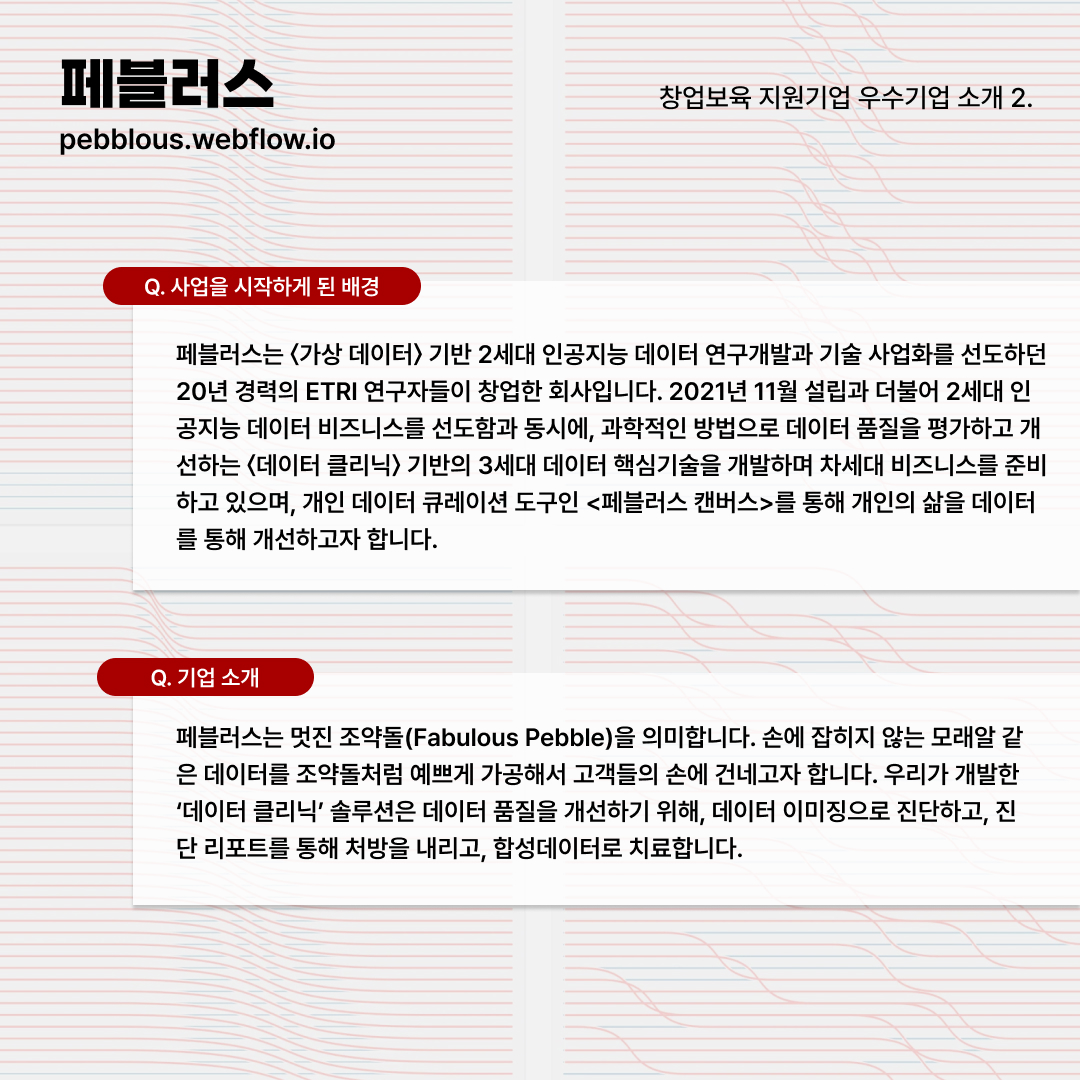 페블러스
pebblous.webflow.io
창업보육 지원기업 우수기업 소개 2.
Q. 사업을 시작하게 된 배경
페블러스는 〈가상 데이터〉 기반 2세대 인공지능 데이터 연구개발과 기술 사업화를 선도하던
20년 경력의 ETRI 연구자들이 창업한 회사입니다. 2021년 11월 설립과 더불어 2세대 인
공지능 데이터 비즈니스를 선도함과 동시에, 과학적인 방법으로 데이터 품질을 평가하고 개
선하는 〈데이터 클리닉〉 기반의 3세대 데이터 핵심기술을 개발하며 차세대 비즈니스를 준비
하고 있으며, 개인 데이터 큐레이션 도구인 <페블러스 캔버스>를 통해 개인의 삶을 데이터
를 통해 개선하고자 합니다.
Q. 기업 소개
페블러스는 멋진 조약돌(Fabulous Pebble)을 의미합니다. 손에 잡히지 않는 모래알 같
은 데이터를 조약돌처럼 예쁘게 가공해서 고객들의 손에 건네고자 합니다. 우리가 개발한
‘데이터 클리닉’ 솔루션은 데이터 품질을 개선하기 위해, 데이터 이미징으로 진단하고, 진
단 리포트를 통해 처방을 내리고, 합성데이터로 치료합니다.